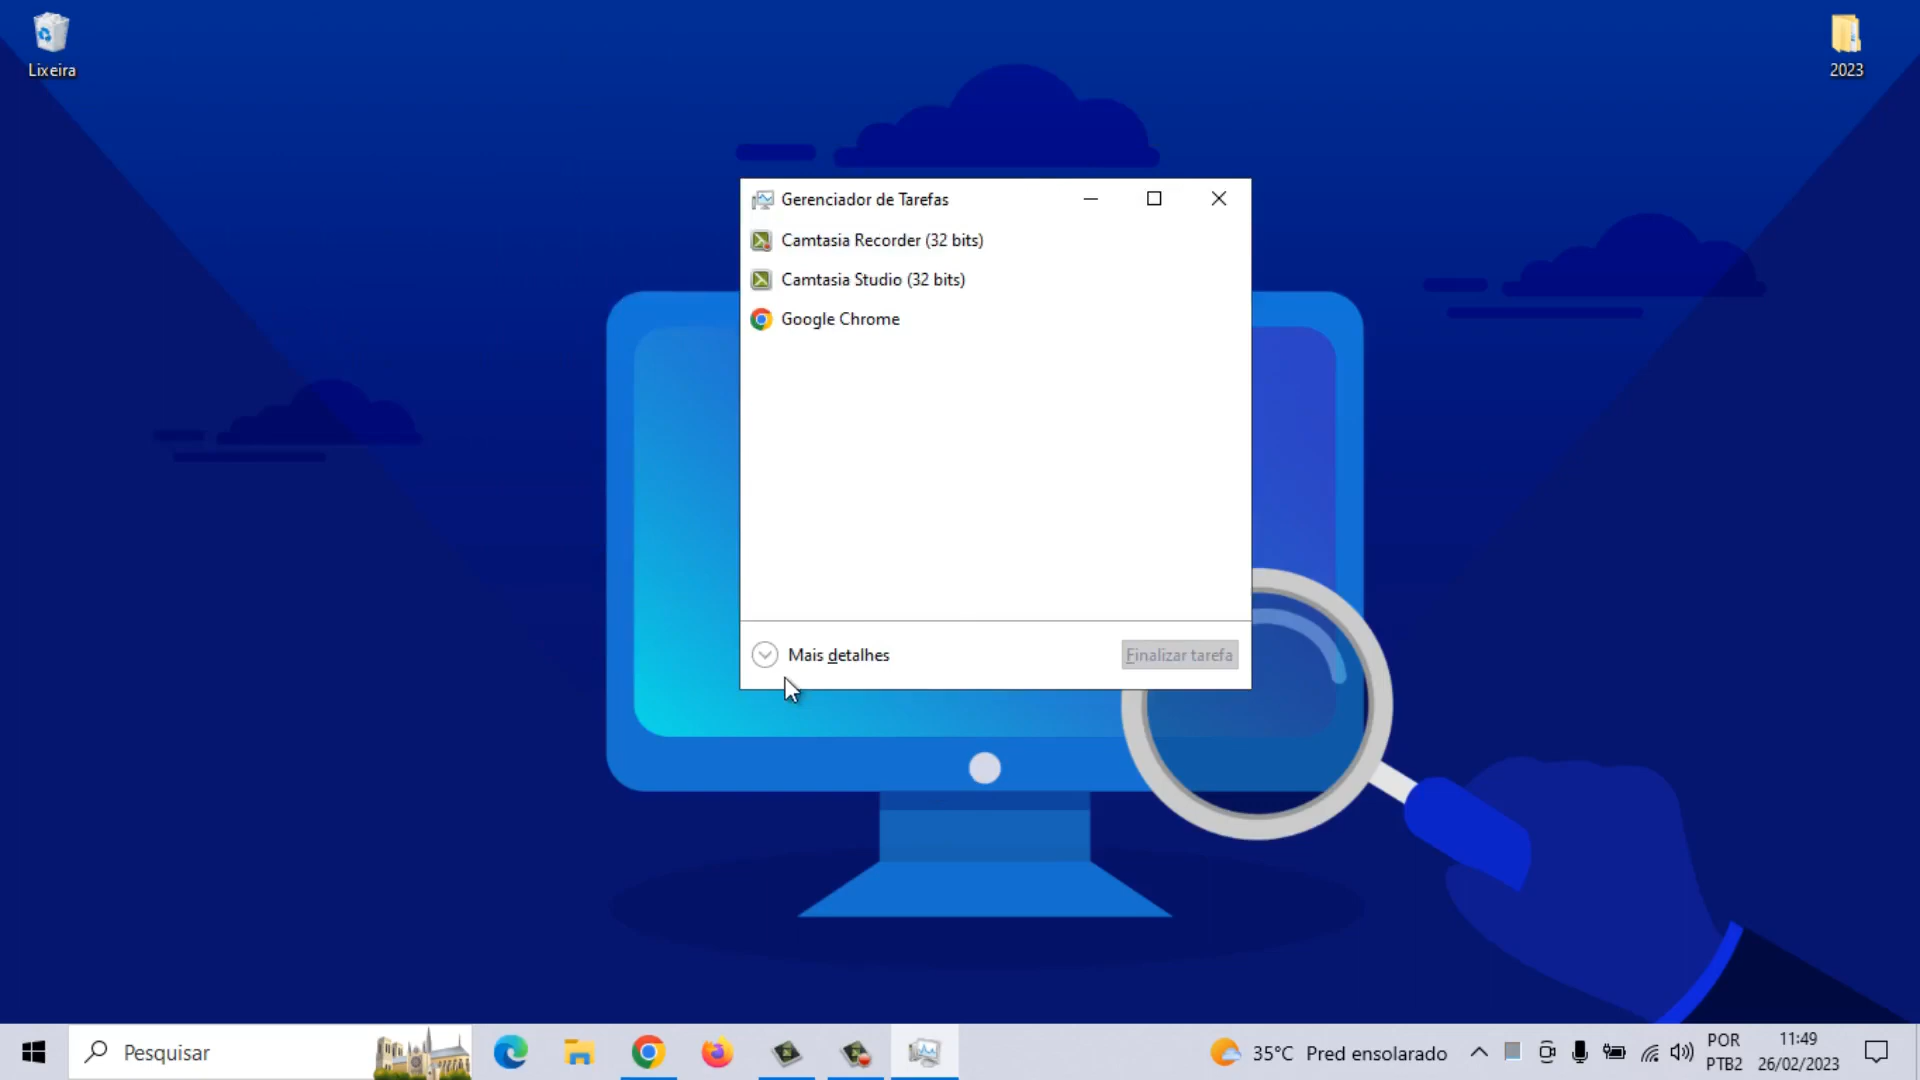 Lixeira
2023
Gerenciador de Tarefas
Camtasia Recorder (32 bits)
Camtasia Studio (32 bits)
Google Chrome
Mais detalhes
Finalizar tarefa
Pesquisar
35°C Pred ensolarado
POR
PTB2
11:49
26/02/2023